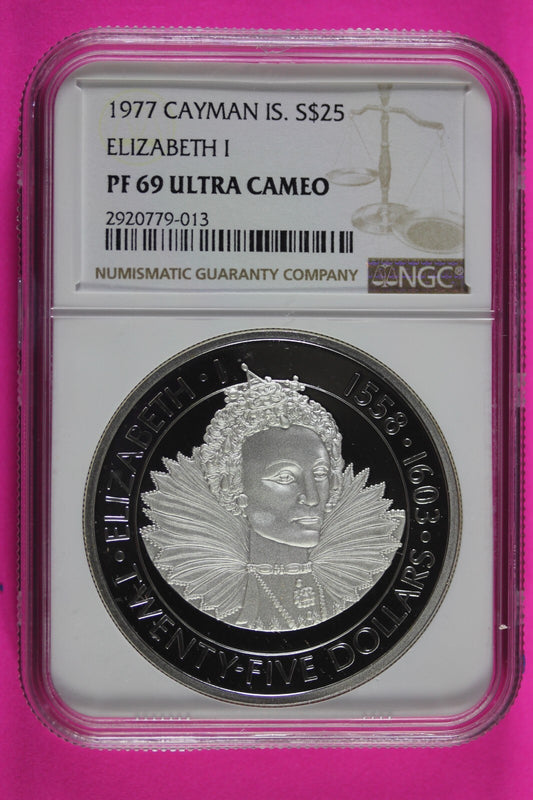 1977 CAYMAN IS. S$25
ELIZABETH I
PF 69 ULTRA CAMEO
2920779-013
NUMISMATIC GUARANTY COMPANY
NGC®
ELIZABETH · I 1558 · 1603 ·
TWENTY-FIVE DOLLARS ·